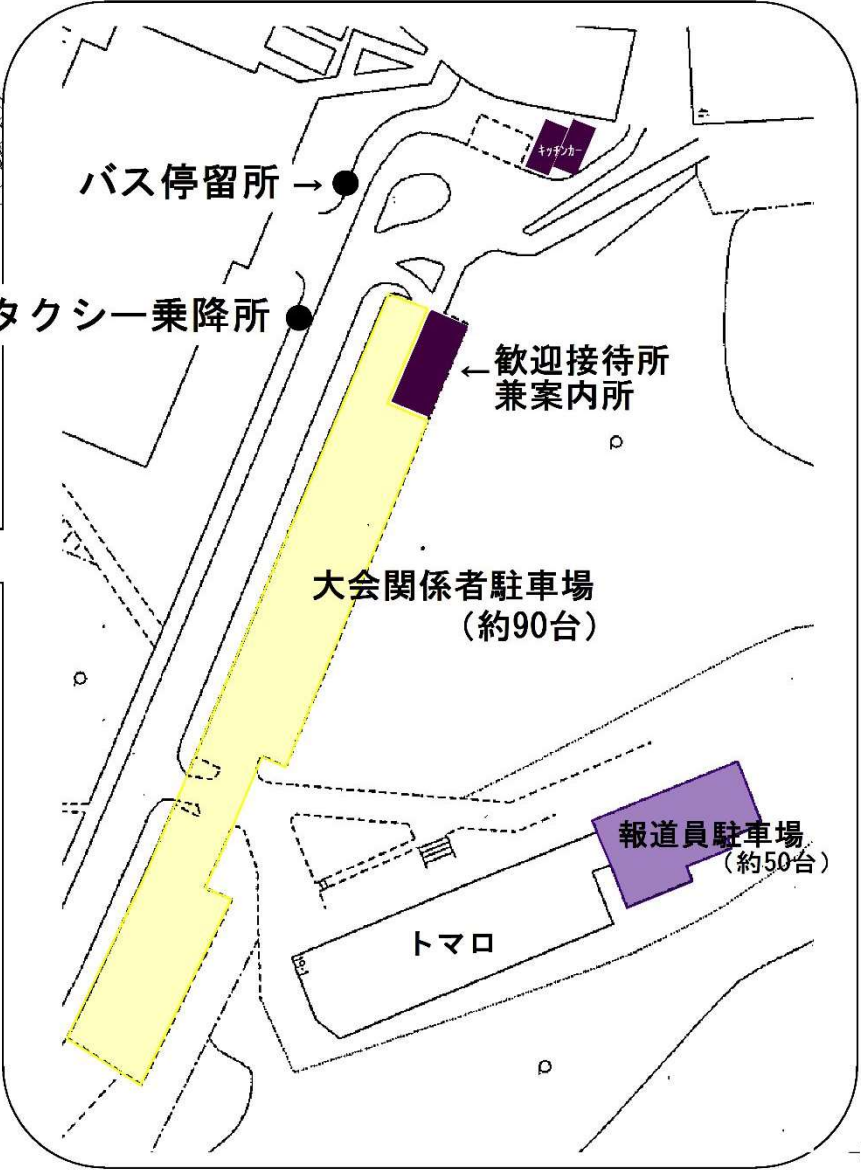 キッチンカー
バス停留所 →
タクシー乗降所
←歓迎接待所
兼案内所
大会関係者駐車場
（約90台）
報道員駐車場
（約50台）
トマロ